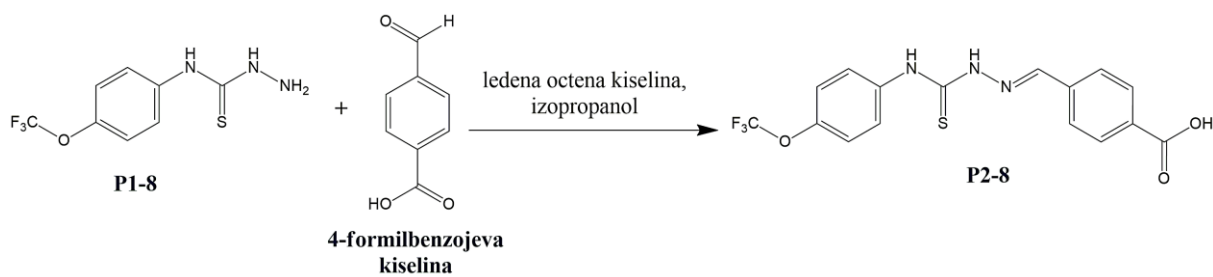 H
N
H
N
NH2
S
F3C
O
P1-8
+
O
H
HO
O
4-formilbenzojeva
kiselina
ledena octena kiselina,
izopropanol
H
N
H
N
N
S
F3C
O
OH
O
P2-8